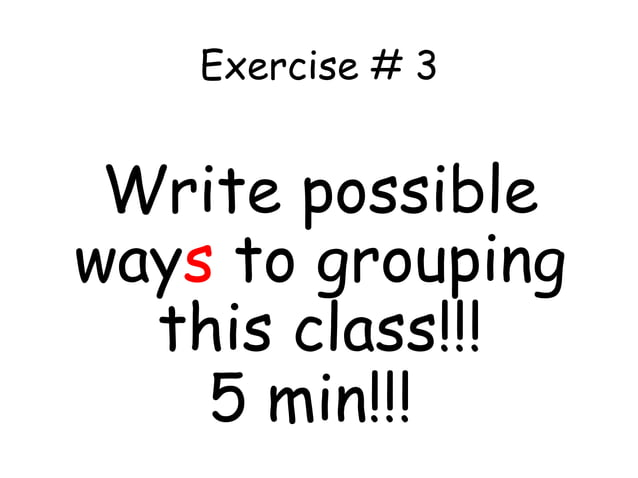 Exercise # 3
Write possible
ways to grouping
this class!!!
5 min!!!